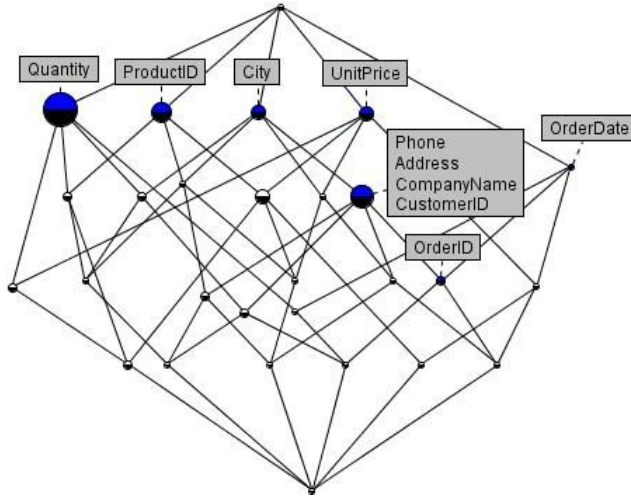 Quantity
ProductID
City
UnitPrice
OrderDate
Phone
Address
CompanyName
CustomerID
OrderID